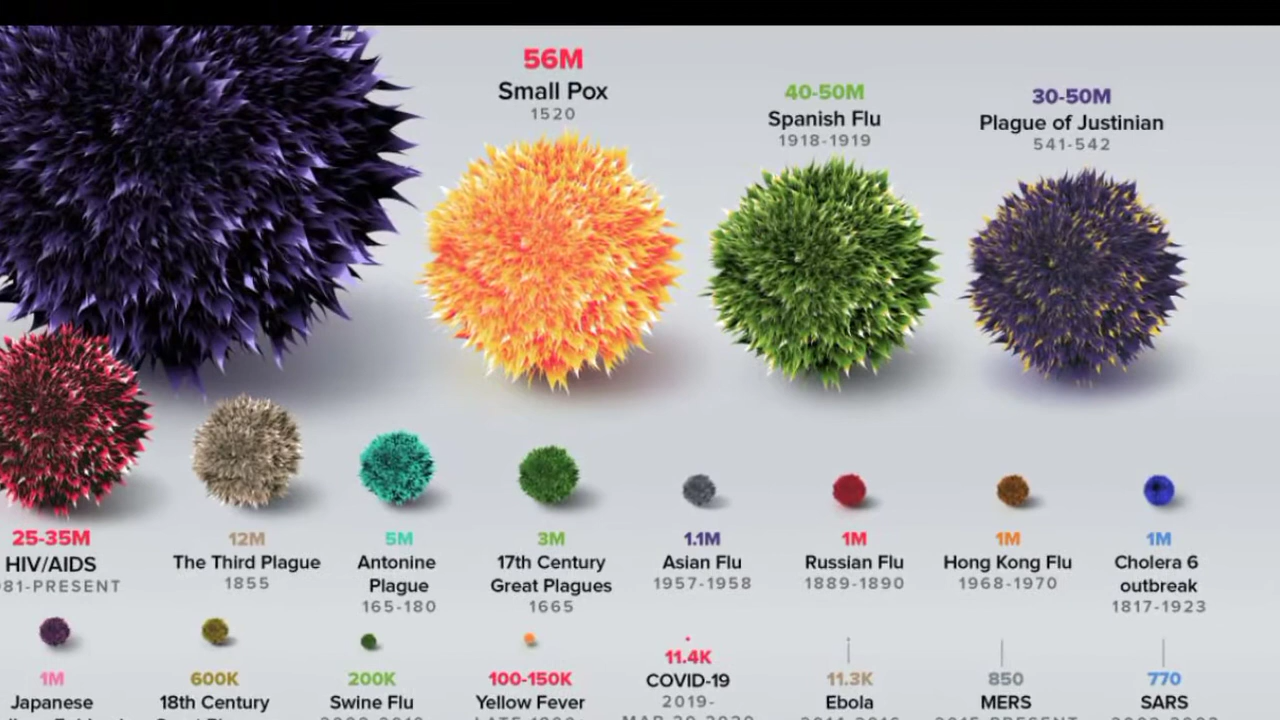 56M
Small Pox
1520
40-50M
Spanish Flu
1918-1919
30-50M
Plague of Justinian
541-542
25-35M
HIV/AIDS
81-PRESENT
12M
The Third Plague
1855
5M
Antonine
Plague
165-180
3M
17th Century
Great Plagues
1665
1.1M
Asian Flu
1957-1958
1M
Russian Flu
1889-1890
1M
Hong Kong Flu
1968-1970
1M
Cholera 6
outbreak
1817-1923
1M
Japanese
600K
18th Century
200K
Swine Flu
100-150K
Yellow Fever
11.4K
COVID-19
2019-
11.3K
Ebola
850
MERS
770
SARS